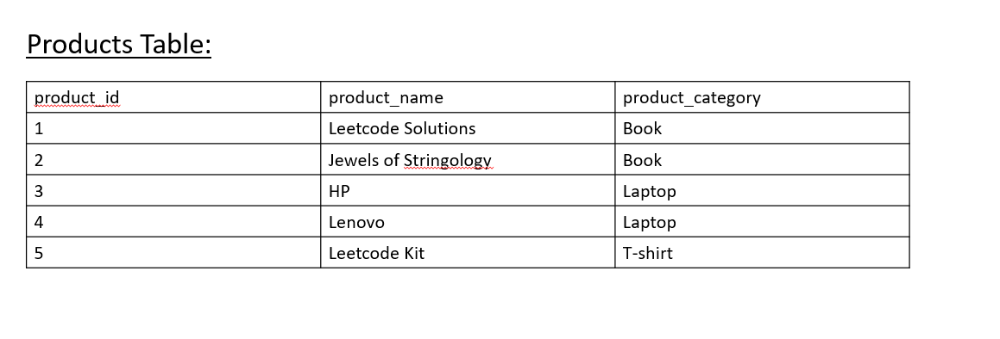 Products Table:
product_id product_name product_category
1 Leetcode Solutions Book
2 Jewels of Stringology Book
3 HP Laptop
4 Lenovo Laptop
5 Leetcode Kit T-shirt